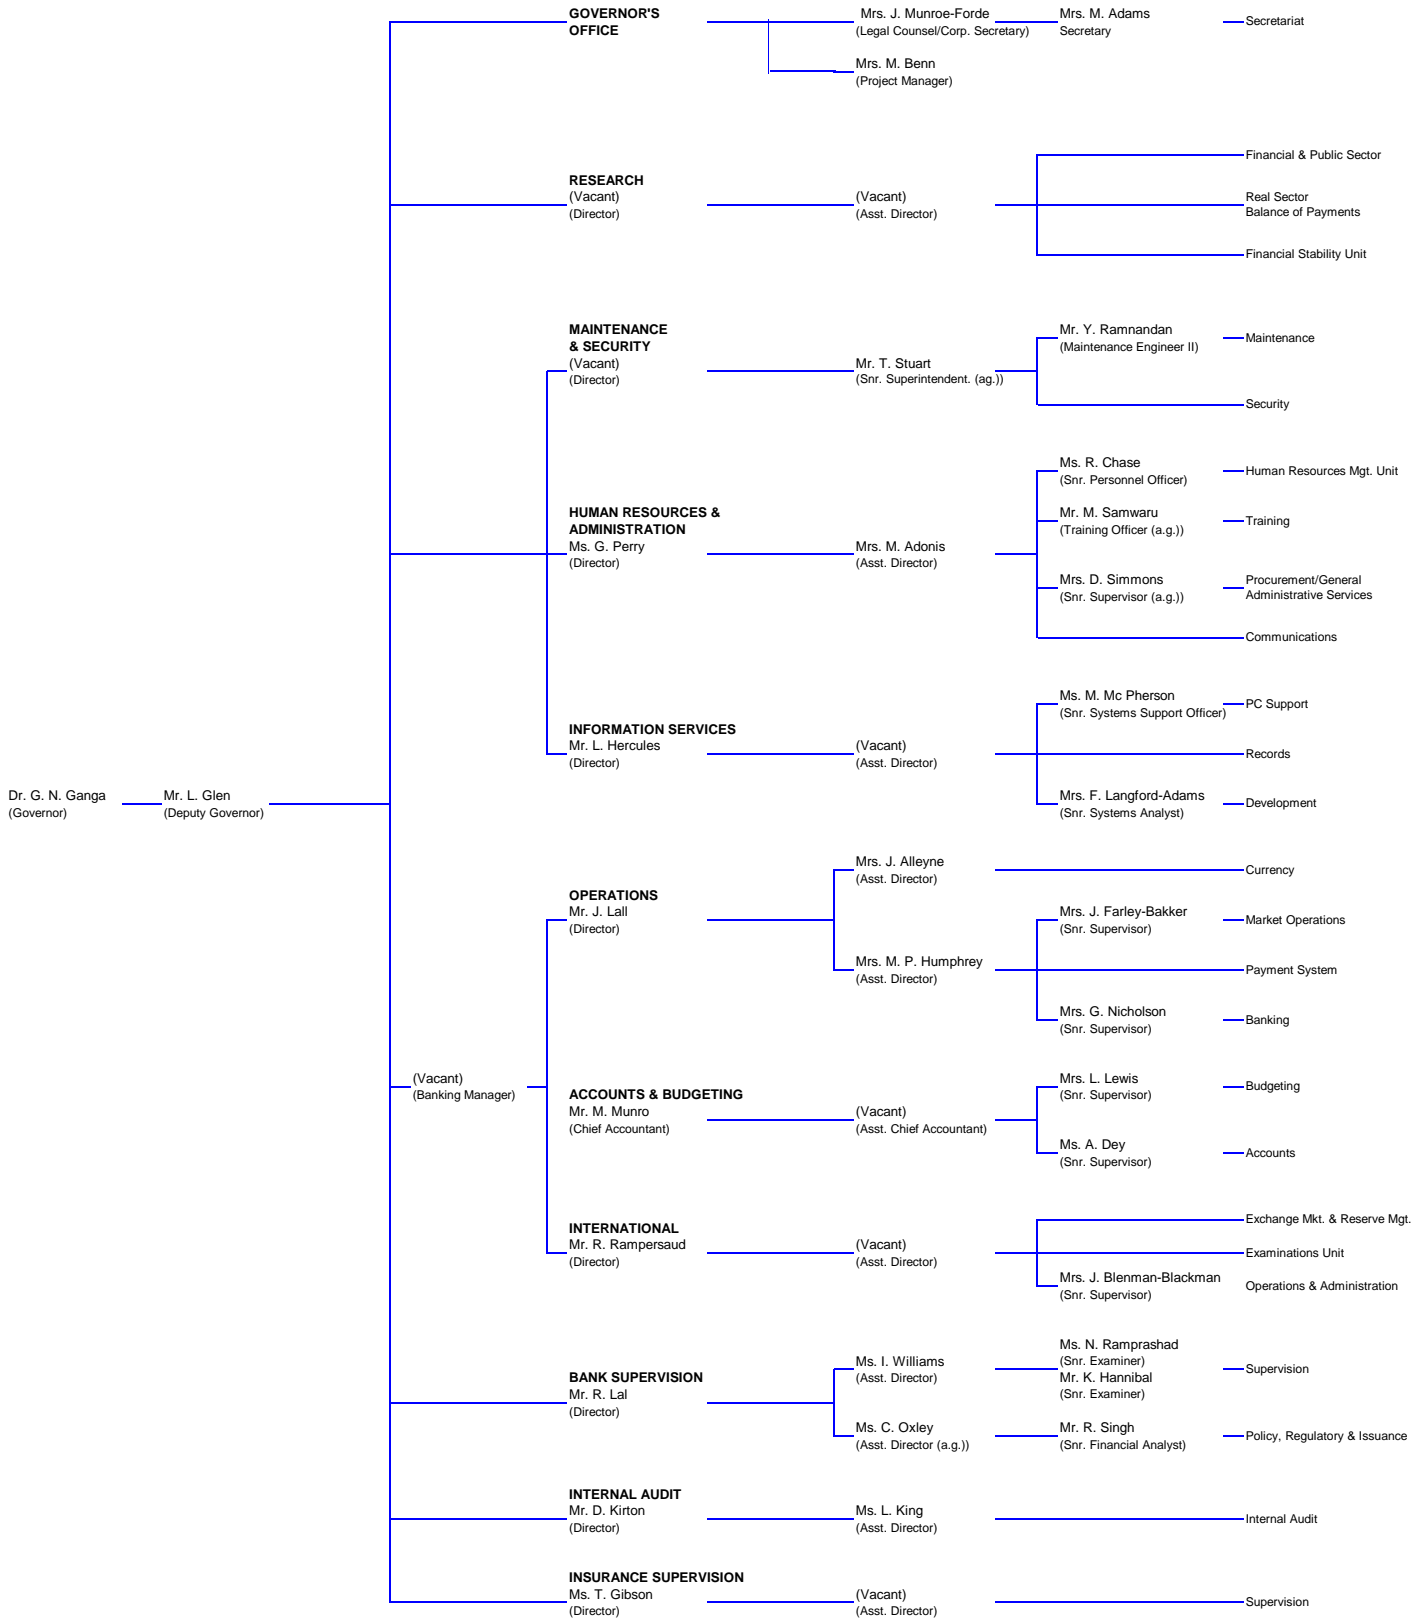 GOVERNOR'S
OFFICE
Mrs. J. Munroe-Forde
(Legal Counsel/Corp. Secretary)
Mrs. M. Adams
Secretary
Secretariat
Mrs. M. Benn
(Project Manager)
RESEARCH
(Vacant)
(Director)
(Vacant)
(Asst. Director)
Financial & Public Sector
Real Sector
Balance of Payments
Financial Stability Unit
MAINTENANCE
& SECURITY
(Vacant)
(Director)
Mr. T. Stuart
(Snr. Superintendent. (ag.))
Mr. Y. Ramnandan
(Maintenance Engineer II)
Maintenance
Security
HUMAN RESOURCES &
ADMINISTRATION
Ms. G. Perry
(Director)
Mrs. M. Adonis
(Asst. Director)
Ms. R. Chase
(Snr. Personnel Officer)
Human Resources Mgt. Unit
Mr. M. Samwaru
(Training Officer (a.g.))
Training
Mrs. D. Simmons
(Snr. Supervisor (a.g.))
Procurement/General
Administrative Services
Communications
INFORMATION SERVICES
Mr. L. Hercules
(Director)
(Vacant)
(Asst. Director)
Ms. M. Mc Pherson
(Snr. Systems Support Officer)
PC Support
Records
Mrs. F. Langford-Adams
(Snr. Systems Analyst)
Development
Dr. G. N. Ganga
(Governor)
Mr. L. Glen
(Deputy Governor)
OPERATIONS
Mr. J. Lall
(Director)
Mrs. J. Alleyne
(Asst. Director)
Currency
Mrs. M. P. Humphrey
(Asst. Director)
Mrs. J. Farley-Bakker
(Snr. Supervisor)
Market Operations
Payment System
Mrs. G. Nicholson
(Snr. Supervisor)
Banking
(Vacant)
(Banking Manager)
ACCOUNTS & BUDGETING
Mr. M. Munro
(Chief Accountant)
(Vacant)
(Asst. Chief Accountant)
Mrs. L. Lewis
(Snr. Supervisor)
Budgeting
Ms. A. Dey
(Snr. Supervisor)
Accounts
INTERNATIONAL
Mr. R. Rampersaud
(Director)
(Vacant)
(Asst. Director)
Exchange Mkt. & Reserve Mgt.
Examinations Unit
Mrs. J. Blenman-Blackman
(Snr. Supervisor)
Operations & Administration
BANK SUPERVISION
Mr. R. Lal
(Director)
Ms. I. Williams
(Asst. Director)
Ms. N. Ramprashad
(Snr. Examiner)
Mr. K. Hannibal
(Snr. Examiner)
Supervision
Ms. C. Oxley
(Asst. Director (a.g.))
Mr. R. Singh
(Snr. Financial Analyst)
Policy, Regulatory & Issuance
INTERNAL AUDIT
Mr. D. Kirton
(Director)
Ms. L. King
(Asst. Director)
Internal Audit
INSURANCE SUPERVISION
Ms. T. Gibson
(Director)
(Vacant)
(Asst. Director)
Supervision